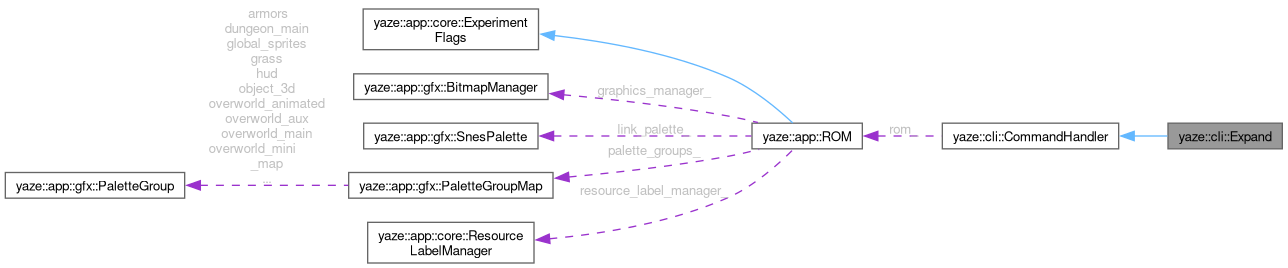 armors
dungeon_main
global_sprites
grass
hud
object_3d
overworld_animated
overworld_aux
overworld_main
overworld_mini
_map
...
yaze::app::gfx::PaletteGroup
yaze::app::core::Experiment
Flags
yaze::app::gfx::BitmapManager
yaze::app::gfx::SnesPalette
yaze::app::gfx::PaletteGroupMap
yaze::app::core::Resource
LabelManager
graphics_manager_
link_palette_
palette_groups_
resource_label_manager_
yaze::app::ROM
rom
yaze::cli::CommandHandler
yaze::cli::Expand